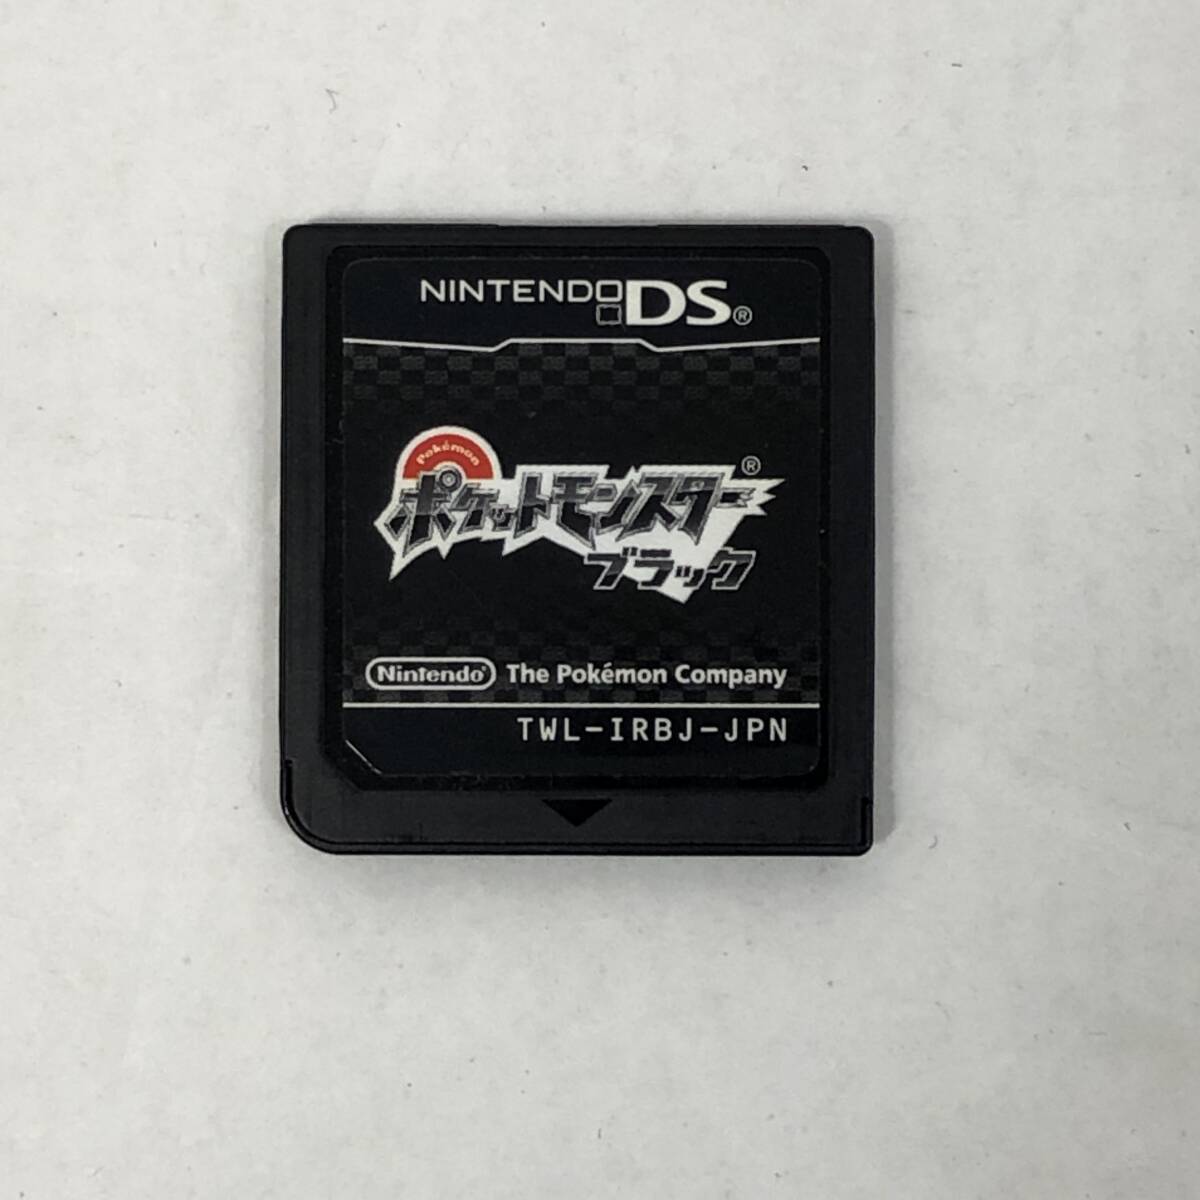 NINTENDO DS®
Pokémon
ポケットモンスター®
ブラック
Nintendo® The Pokémon Company
TWL-IRBJ-JPN